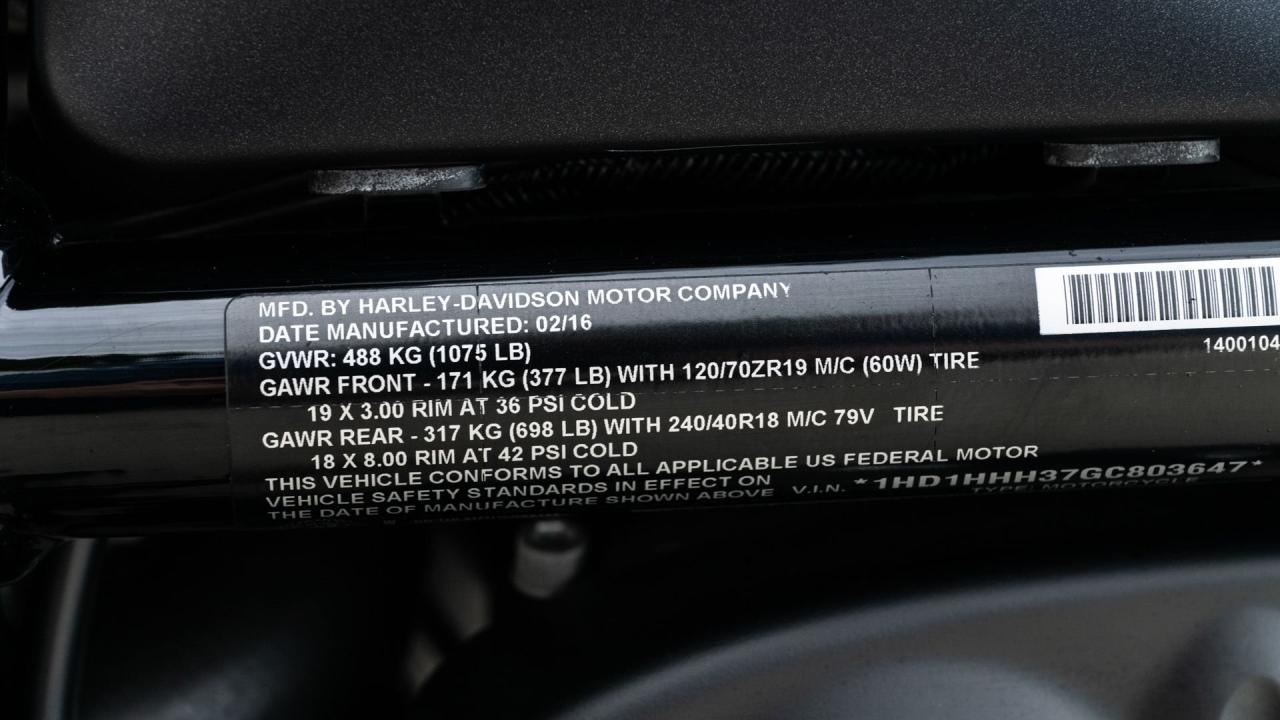 MFD. BY HARLEY-DAVIDSON MOTOR COMPANY
DATE MANUFACTURED: 02/16
GVWR: 488 KG (1075 LB)
GAWR FRONT - 171 KG (377 LB) WITH 120/70ZR19 M/C (60W) TIRE
19 X 3.00 RIM AT 36 PSI COLD
GAWR REAR - 317 KG (698 LB) WITH 240/40R18 M/C 79V TIRE
18 X 8.00 RIM AT 42 PSI COLD
THIS VEHICLE CONFORMS TO ALL APPLICABLE US FEDERAL MOTOR
VEHICLE SAFETY STANDARDS IN EFFECT ON
THE DATE OF MANUFACTURE SHOWN ABOVE V.I.N. *1HD1HHH37GC803647*
TYPE: MOTORCYCLE
1400104